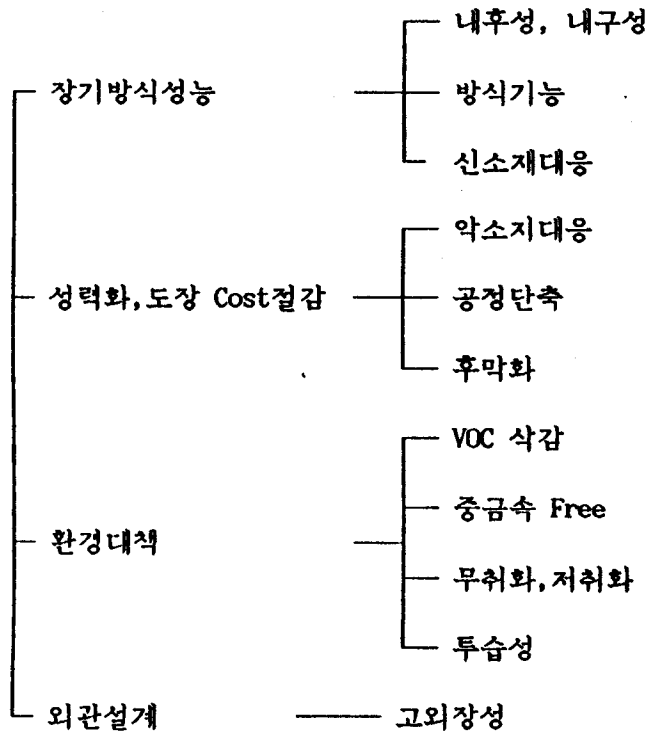 내후성, 내구성
장기방식성능
방식기능
신소재대응
악소지대응
성력화,도장 Cost절감
공정단축
후막화
VOC 삭감
중금속 Free
환경대책
무취화,저취화
투습성
외관설계
고외장성